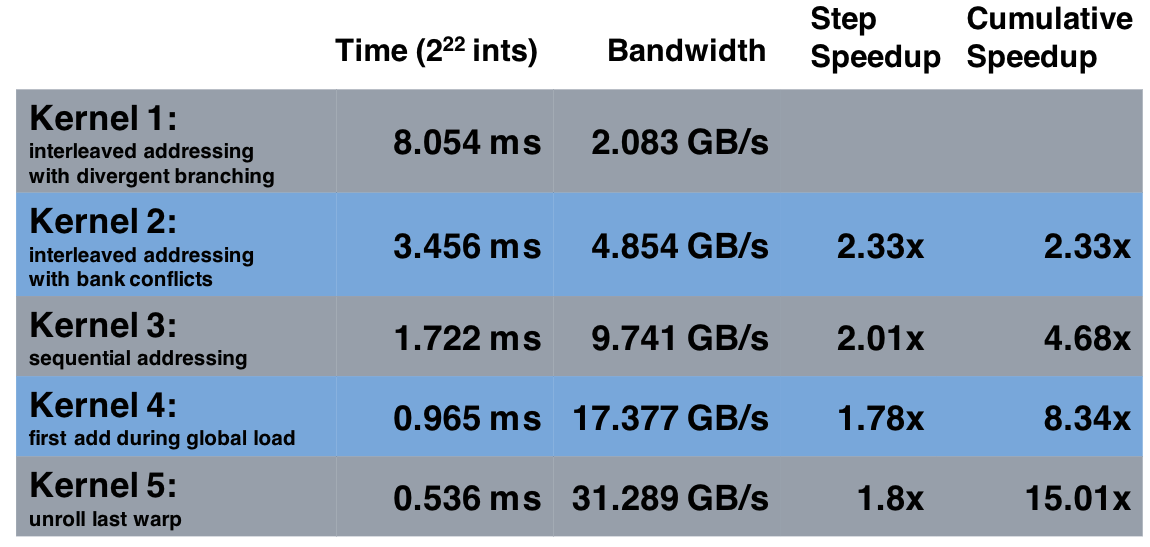 Step Cumulative
Time (2²² ints) Bandwidth Speedup Speedup
Kernel 1:
interleaved addressing
with divergent branching
8.054 ms 2.083 GB/s
Kernel 2:
interleaved addressing
with bank conflicts
3.456 ms 4.854 GB/s 2.33x 2.33x
Kernel 3:
sequential addressing
1.722 ms 9.741 GB/s 2.01x 4.68x
Kernel 4:
first add during global load
0.965 ms 17.377 GB/s 1.78x 8.34x
Kernel 5:
unroll last warp
0.536 ms 31.289 GB/s 1.8x 15.01x